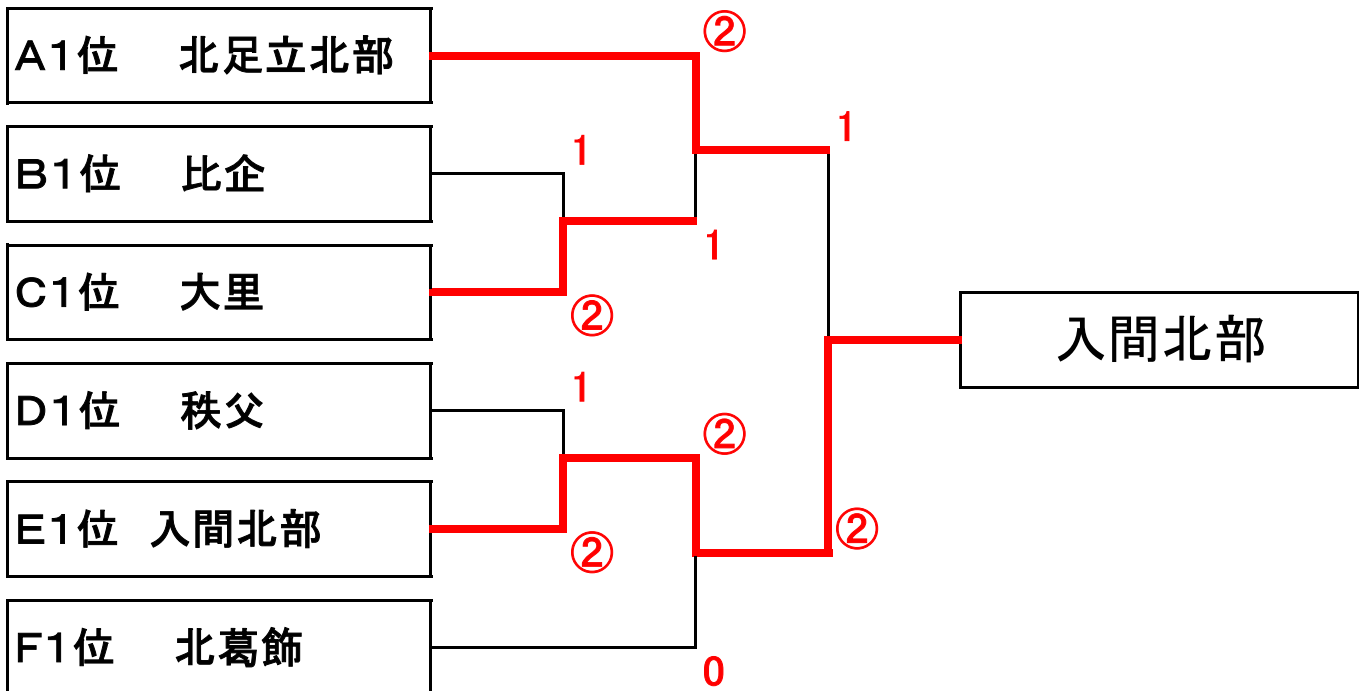 A1位 北足立北部
②
1
B1位 比企
1
1
C1位 大里
②
入間北部
D1位 秩父
1
②
E1位 入間北部
②
②
F1位 北葛飾
0